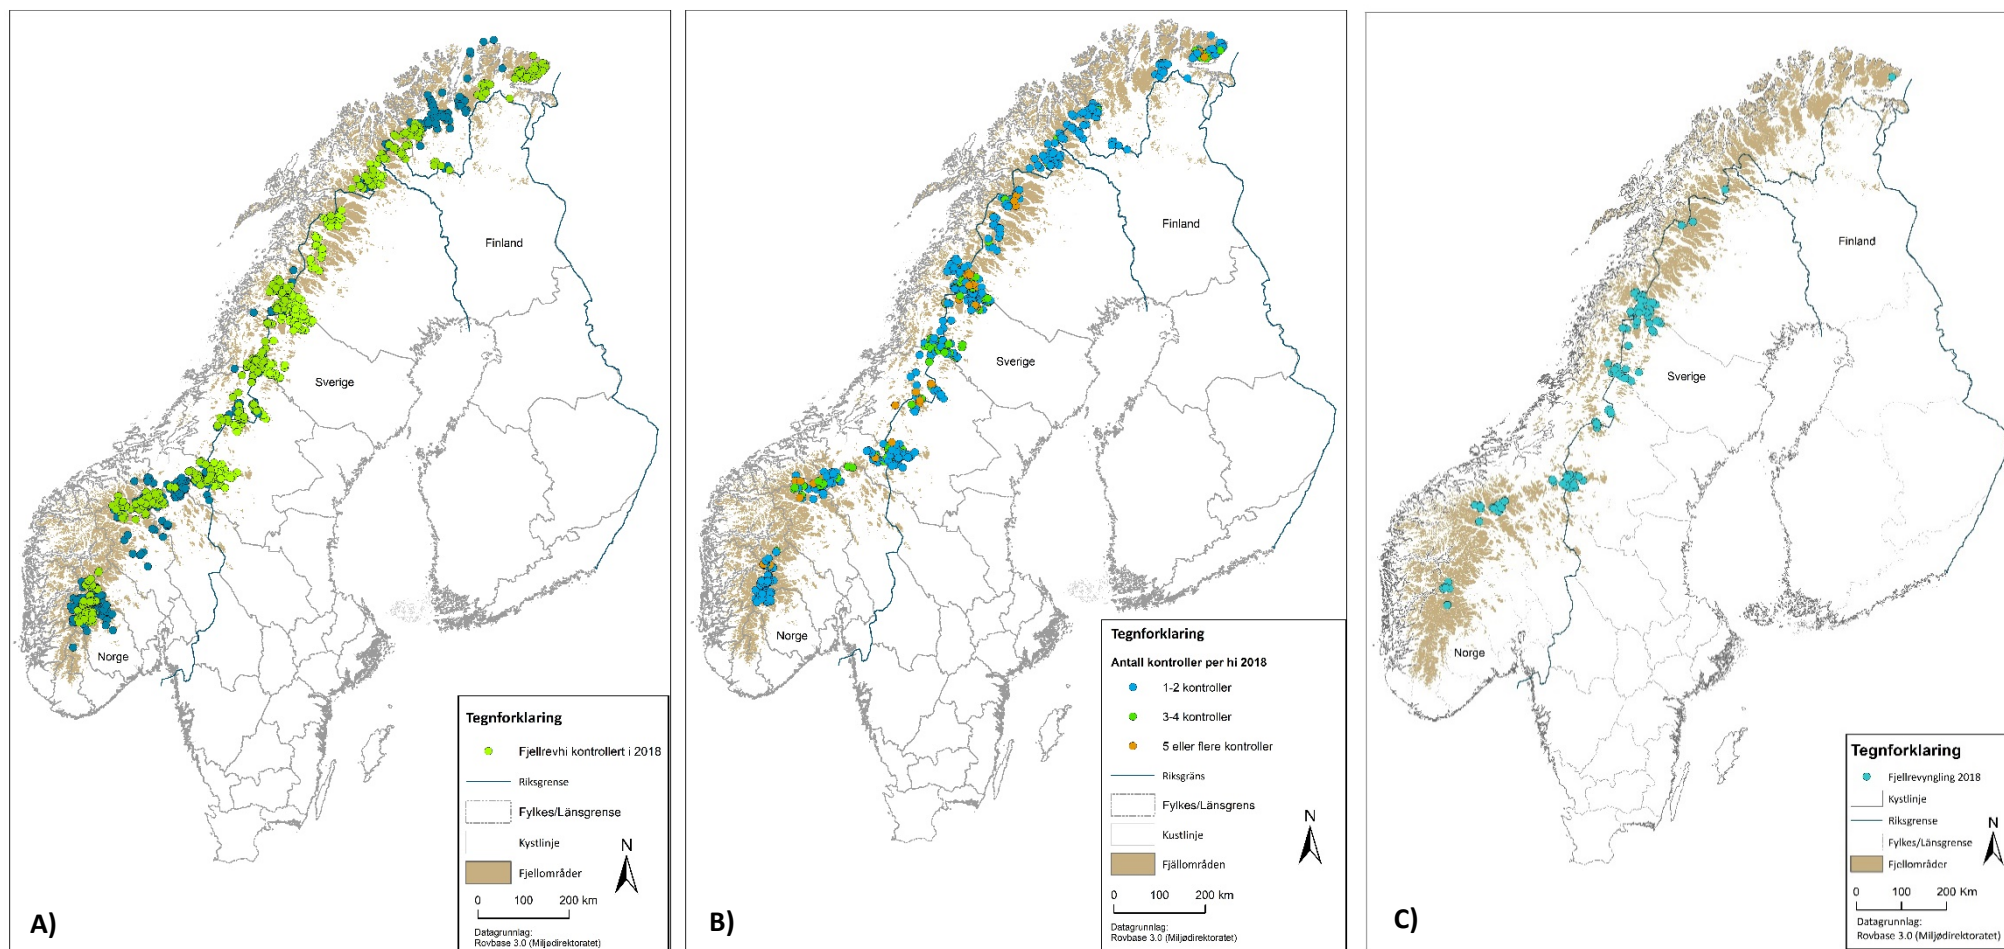 Finland
Sverige
Norge
Tegnforklaring
Fjellrevhi kontrollert i 2018
Riksgrense
Fylkes/Länsgrense
Kystlinje
Fjellområder
N
0 100 200 km
Datagrunnlag:
Rovbase 3.0 (Miljødirektoratet)
A)
Finland
Sverige
Norge
Tegnforklaring
Antall kontroller per hi 2018
1-2 kontroller
3-4 kontroller
5 eller flere kontroller
Riksgräns
Fylkes/Länsgrens
Kustlinje
Fjällområden
N
0 100 200 km
Datagrunnlag:
Rovbase 3.0 (Miljødirektoratet)
B)
Finland
Sverige
Norge
Tegnforklaring
Fjellrevyngling 2018
Kystlinje
Riksgrense
Fylkes/Länsgrense
Fjellområder
N
0 100 200 Km
Datagrunnlag:
Rovbase 3.0 (Miljødirektoratet)
C)